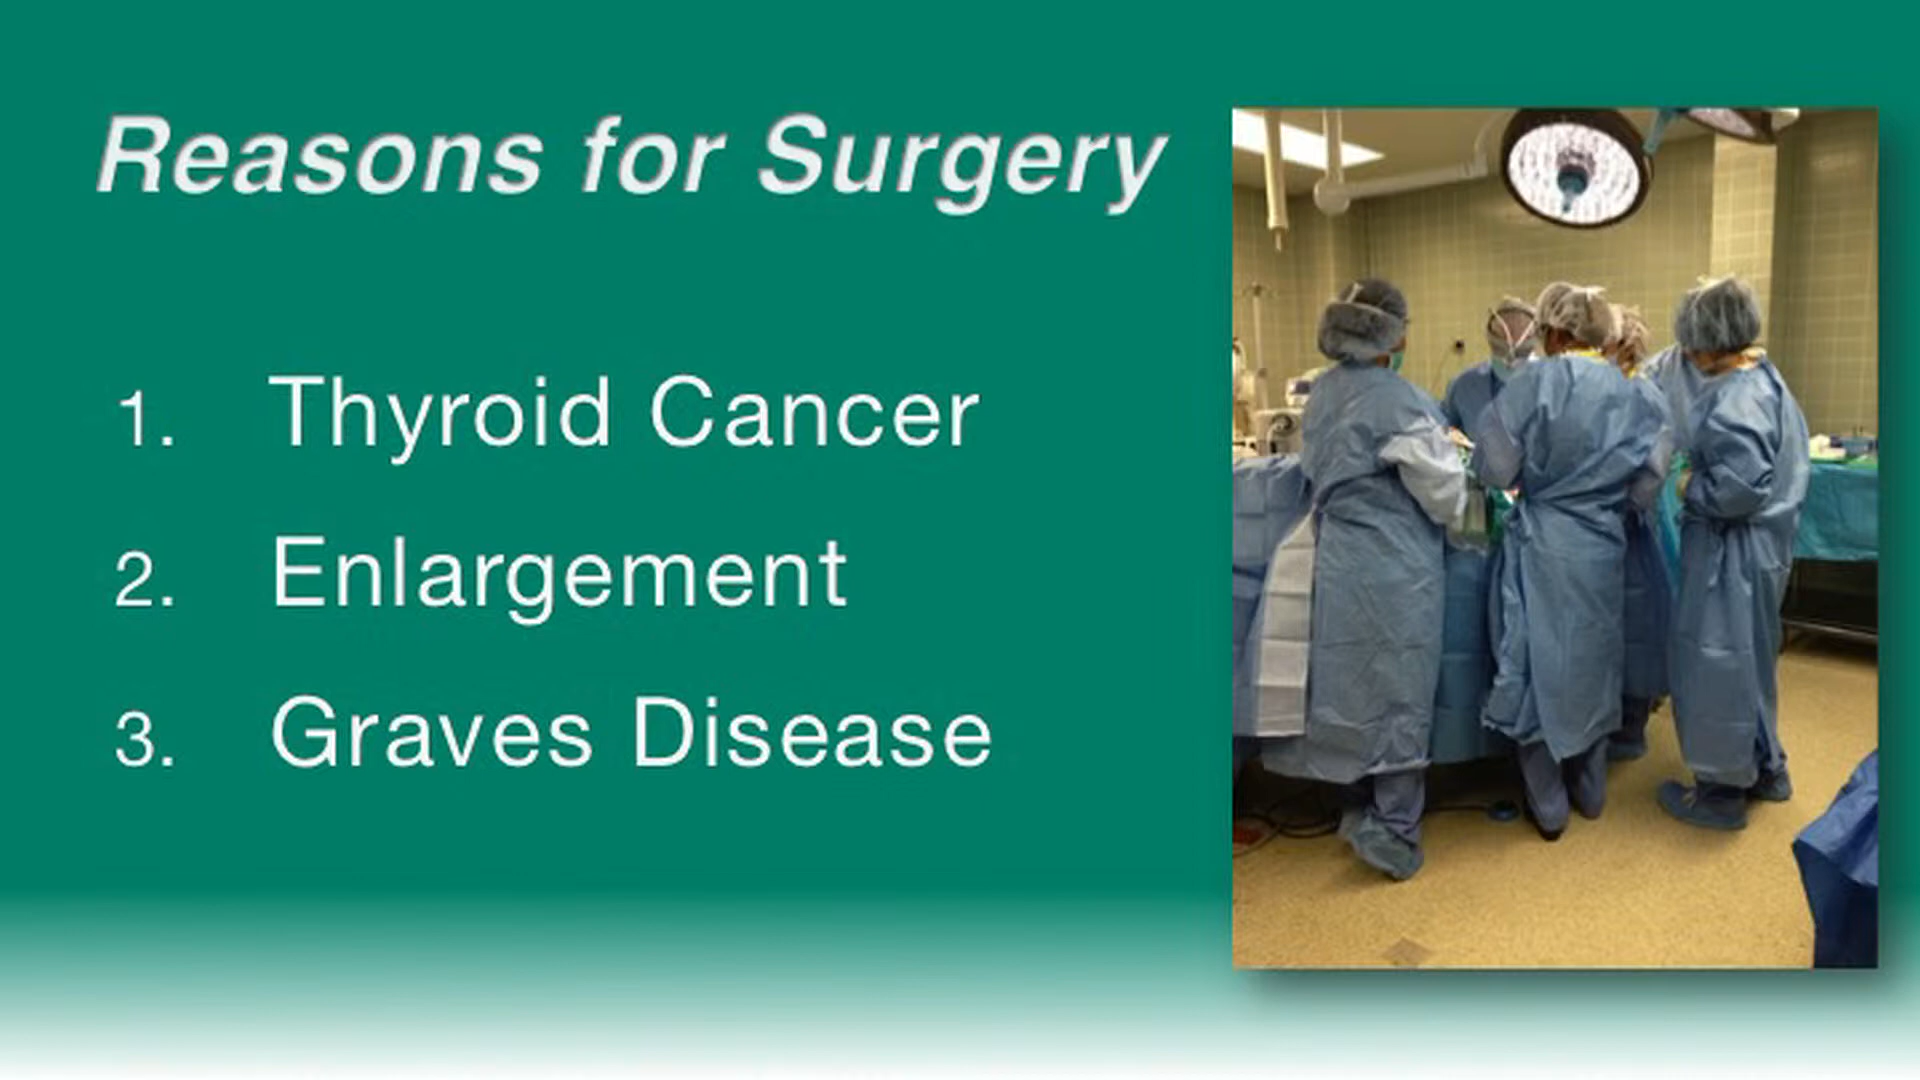 Reasons for Surgery
1. Thyroid Cancer
2. Enlargement
3. Graves Disease